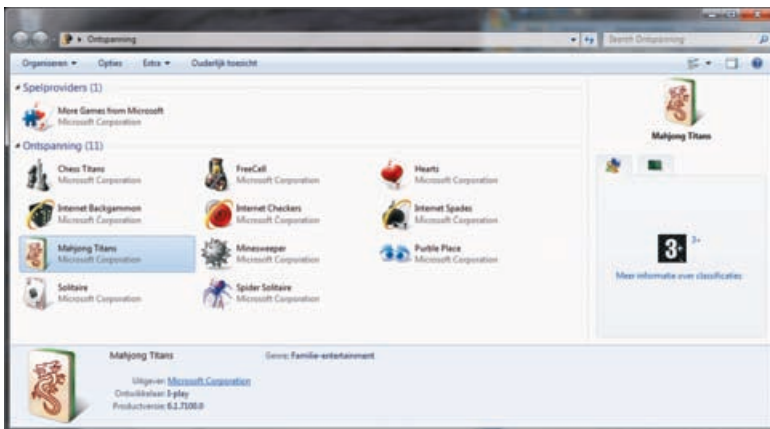 Ontspanning
Search Ontspanning
Organiseren Opties Extra Ouderlijk toezicht
Spelproviders (1)
More Games from Microsoft
Microsoft Corporation
Ontspanning (11)
Chess Titans FreeCell Hearts
Microsoft Corporation Microsoft Corporation Microsoft Corporation
Internet Backgammon Internet Checkers Internet Spades
Microsoft Corporation Microsoft Corporation Microsoft Corporation
Mahjong Titans Minesweeper Purble Place
Microsoft Corporation Microsoft Corporation Microsoft Corporation
Solitaire Spider Solitaire
Microsoft Corporation Microsoft Corporation
Mahjong Titans
3+ 3+
Meer informatie over classificaties
Mahjong Titans Genre: Familie-entertainment
Uitgever: Microsoft Corporation
Ontwikkelaar: I-play
Productversie: 6.1.7100.0